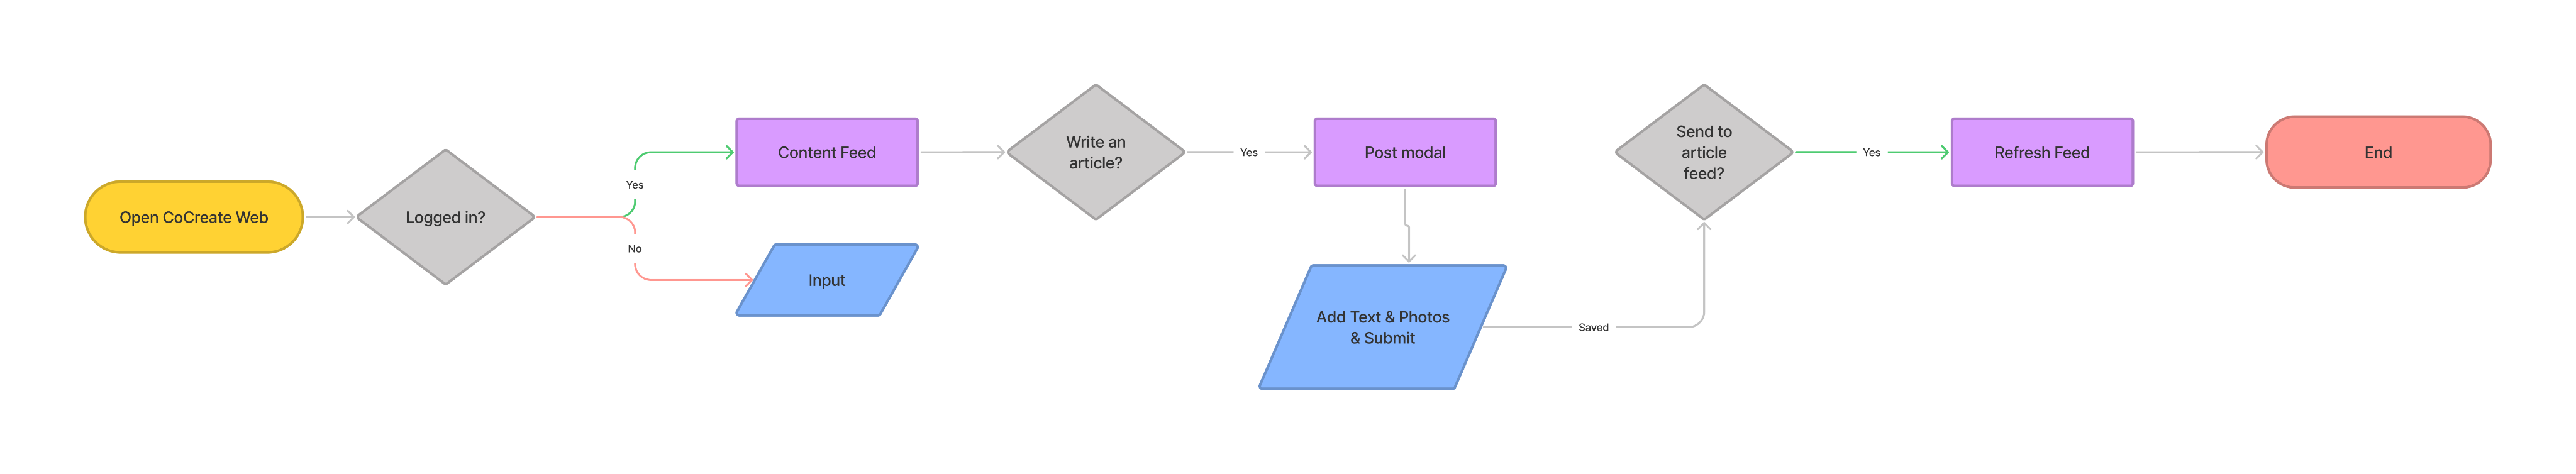 Open CoCreate Web
Logged in?
Yes
No
Content Feed
Input
Write an
article?
Yes
Post modal
Add Text & Photos
& Submit
Saved
Send to
article
feed?
Yes
Refresh Feed
End